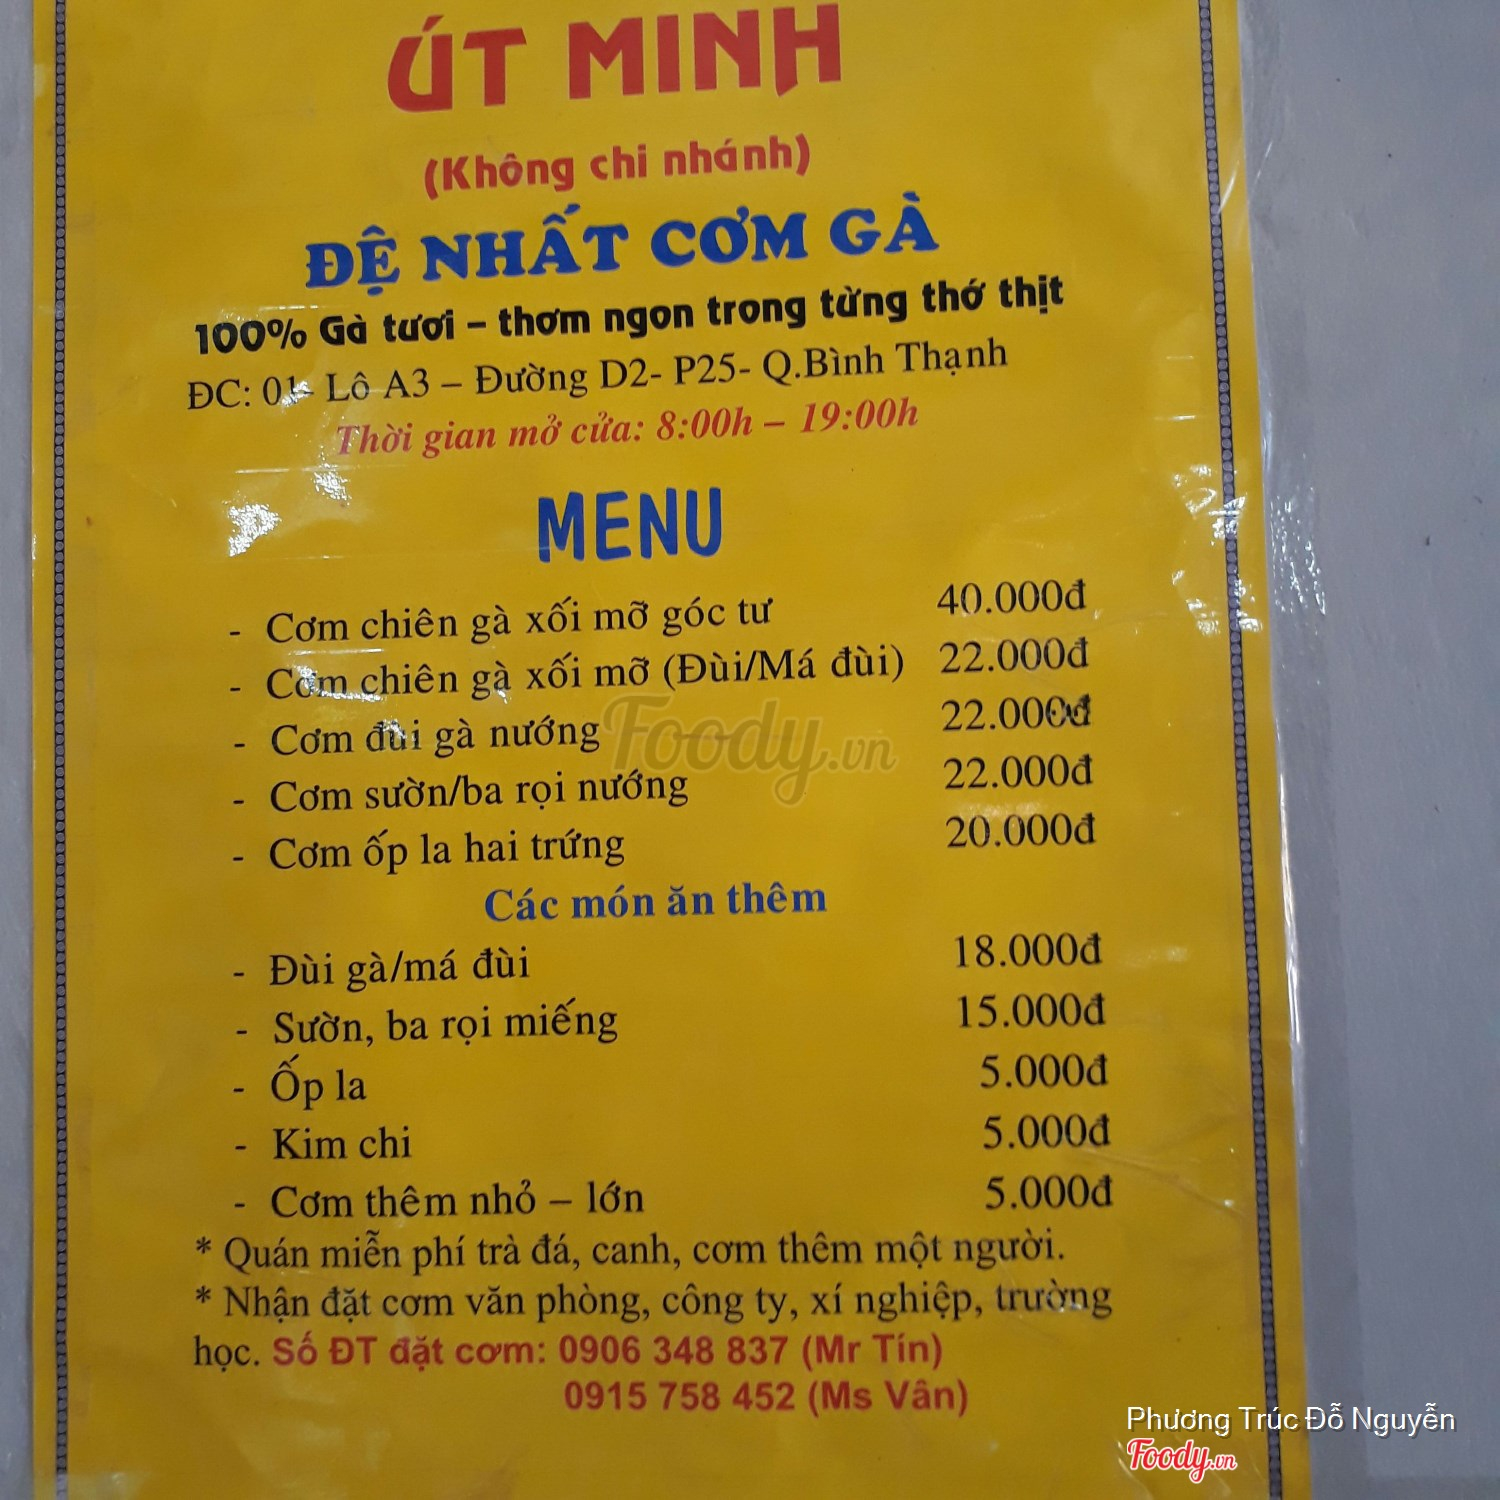 ÚT MINH
(Không chi nhánh)
ĐỆ NHẤT CƠM GÀ
100% Gà tươi – thơm ngon trong từng thớ thịt
ĐC: 01- Lô A3 – Đường D2- P25- Q.Bình Thạnh
Thời gian mở cửa: 8:00h – 19:00h
MENU
- Cơm chiên gà xối mỡ góc tư 40.000đ
- Cơm chiên gà xối mỡ (Đùi/Má đùi) 22.000đ
- Cơm đùi gà nướng 22.000đ
- Cơm sườn/ba rọi nướng 22.000đ
- Cơm ốp la hai trứng 20.000đ
Các món ăn thêm
- Đùi gà/má đùi 18.000đ
- Sườn, ba rọi miếng 15.000đ
- Ốp la 5.000đ
- Kim chi 5.000đ
- Cơm thêm nhỏ – lớn 5.000đ
* Quán miễn phí trà đá, canh, cơm thêm một người.
* Nhận đặt cơm văn phòng, công ty, xí nghiệp, trường
học. Số ĐT đặt cơm: 0906 348 837 (Mr Tín)
0915 758 452 (Ms Vân)
Foody.vn
Phương Trúc Đỗ Nguyễn
Foody.vn